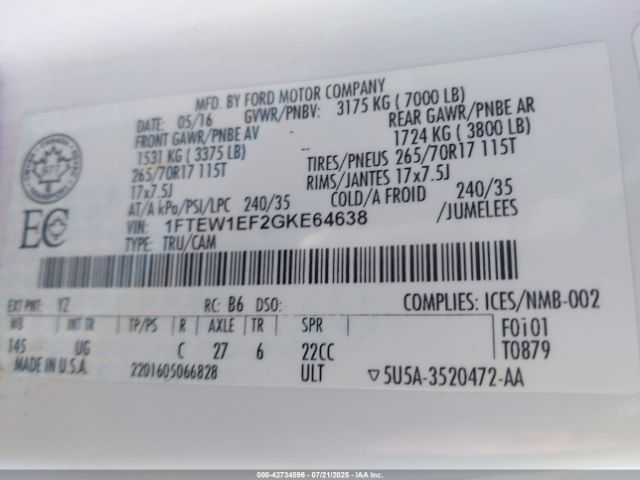 MFD. BY FORD MOTOR COMPANY
DATE: 05/16 GVWR/PNBV: 3175 KG ( 7000 LB)
FRONT GAWR/PNBE AV REAR GAWR/PNBE AR
1531 KG ( 3375 LB) 1724 KG ( 3800 LB)
265/70R17 115T TIRES/PNEUS 265/70R17 115T
17x7.5J RIMS/JANTES 17x7.5J
AT/A kPa/PSI/LPC 240/35 COLD/A FROID 240/35
VIN: 1FTEW1EF2GKE64638 /JUMELEES
TYPE: TRU/CAM
EC
EXT PNT: YZ RC: B6 DSO: COMPLIES: ICES/NMB-002
WB INT TR TP/PS R AXLE TR SPR F0101
145 UG C 27 6 22CC T0879
MADE IN U.S.A. 2201605066828 ULT ▽5U5A-3520472-AA
000-42734596 - 07/21/2025 - IAA Inc.